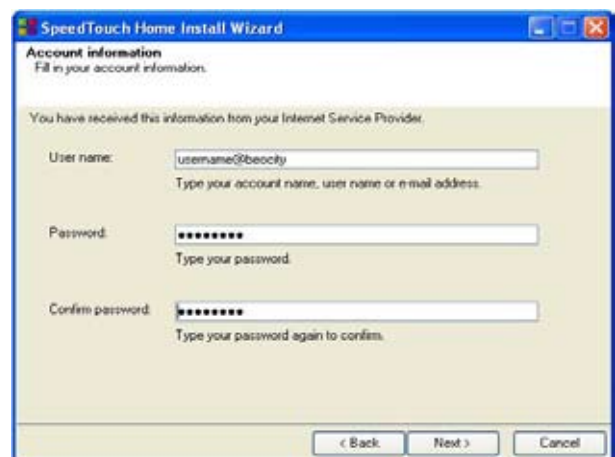 SpeedTouch Home Install Wizard
Account information
Fill in your account information.
You have received this information from your Internet Service Provider.
User name:
username@beocity
Type your account name, user name or e-mail address.
Password:
●●●●●●●●
Type your password.
Confirm password:
●●●●●●●●
Type your password again to confirm.
< Back
Next >
Cancel